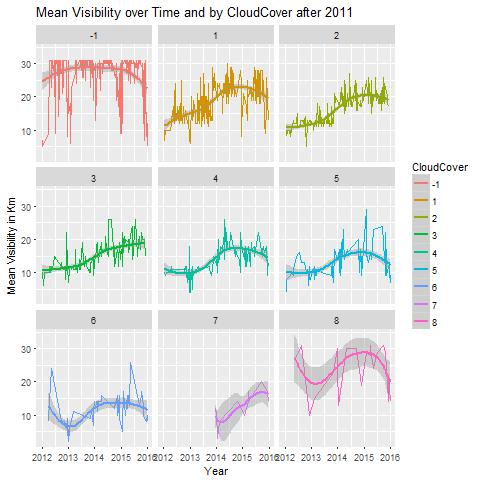 Mean Visibility over Time and by CloudCover after 2011
-1 1 2
30
20
10
3 4 5
30
20
10
6 7 8
30
20
10
2012 2013 2014 2015 2016 2012 2013 2014 2015 2016 2012 2013 2014 2015 2016
Mean Visibility in Km
Year
CloudCover
-1
1
2
3
4
5
6
7
8